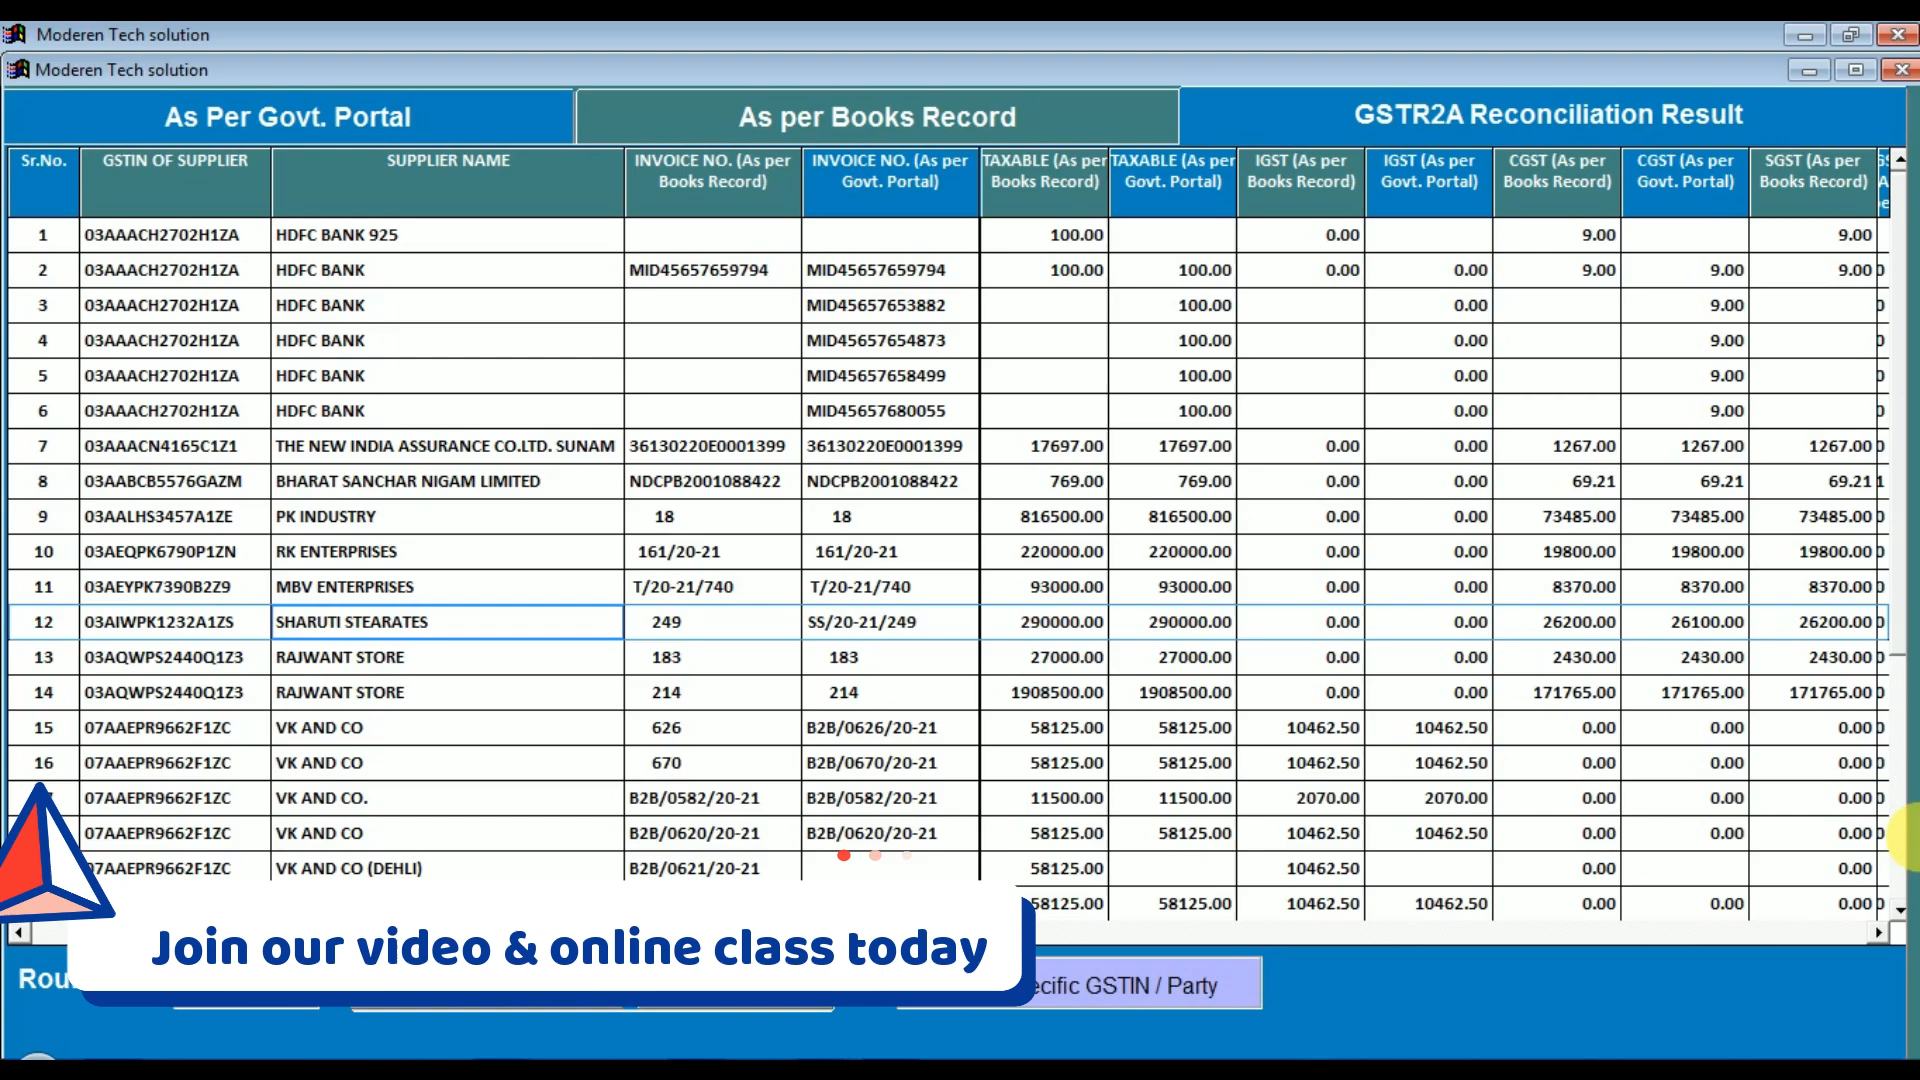 Moderen Tech solution
Moderen Tech solution
As Per Govt. Portal As per Books Record GSTR2A Reconciliation Result
Sr.No. GSTIN OF SUPPLIER SUPPLIER NAME INVOICE NO. (As per Books Record) INVOICE NO. (As per Govt. Portal) TAXABLE (As per Books Record) TAXABLE (As per Govt. Portal) IGST (As per Books Record) IGST (As per Govt. Portal) CGST (As per Books Record) CGST (As per Govt. Portal) SGST (As per Books Record)
1 03AAACH2702H1ZA HDFC BANK 925 100.00 0.00 9.00 9.00
2 03AAACH2702H1ZA HDFC BANK MID45657659794 MID45657659794 100.00 100.00 0.00 0.00 9.00 9.00 9.00
3 03AAACH2702H1ZA HDFC BANK MID45657653882 100.00 0.00 9.00
4 03AAACH2702H1ZA HDFC BANK MID45657654873 100.00 0.00 9.00
5 03AAACH2702H1ZA HDFC BANK MID45657658499 100.00 0.00 9.00
6 03AAACH2702H1ZA HDFC BANK MID45657680055 100.00 0.00 9.00
7 03AAACN4165C1Z1 THE NEW INDIA ASSURANCE CO.LTD. SUNAM 36130220E0001399 36130220E0001399 17697.00 17697.00 0.00 0.00 1267.00 1267.00 1267.00
8 03AABCB5576GAZM BHARAT SANCHAR NIGAM LIMITED NDCPB2001088422 NDCPB2001088422 769.00 769.00 0.00 0.00 69.21 69.21 69.21
9 03AALHS3457A1ZE PK INDUSTRY 18 18 816500.00 816500.00 0.00 0.00 73485.00 73485.00 73485.00
10 03AEQPK6790P1ZN RK ENTERPRISES 161/20-21 161/20-21 220000.00 220000.00 0.00 0.00 19800.00 19800.00 19800.00
11 03AEYPK7390B2Z9 MBV ENTERPRISES T/20-21/740 T/20-21/740 93000.00 93000.00 0.00 0.00 8370.00 8370.00 8370.00
12 03AIWPK1232A1ZS SHARUTI STEARATES 249 SS/20-21/249 290000.00 290000.00 0.00 0.00 26200.00 26100.00 26200.00
13 03AQWPS2440Q1Z3 RAJWANT STORE 183 183 27000.00 27000.00 0.00 0.00 2430.00 2430.00 2430.00
14 03AQWPS2440Q1Z3 RAJWANT STORE 214 214 1908500.00 1908500.00 0.00 0.00 171765.00 171765.00 171765.00
15 07AAEPR9662F1ZC VK AND CO 626 B2B/0626/20-21 58125.00 58125.00 10462.50 10462.50 0.00 0.00 0.00
16 07AAEPR9662F1ZC VK AND CO 670 B2B/0670/20-21 58125.00 58125.00 10462.50 10462.50 0.00 0.00 0.00
07AAEPR9662F1ZC VK AND CO. B2B/0582/20-21 B2B/0582/20-21 11500.00 11500.00 2070.00 2070.00 0.00 0.00 0.00
07AAEPR9662F1ZC VK AND CO B2B/0620/20-21 B2B/0620/20-21 58125.00 58125.00 10462.50 10462.50 0.00 0.00 0.00
07AAEPR9662F1ZC VK AND CO (DEHLI) B2B/0621/20-21 58125.00 10462.50 0.00 0.00
58125.00 58125.00 10462.50 10462.50 0.00 0.00 0.00
Join our video & online class today
GSTIN / Party